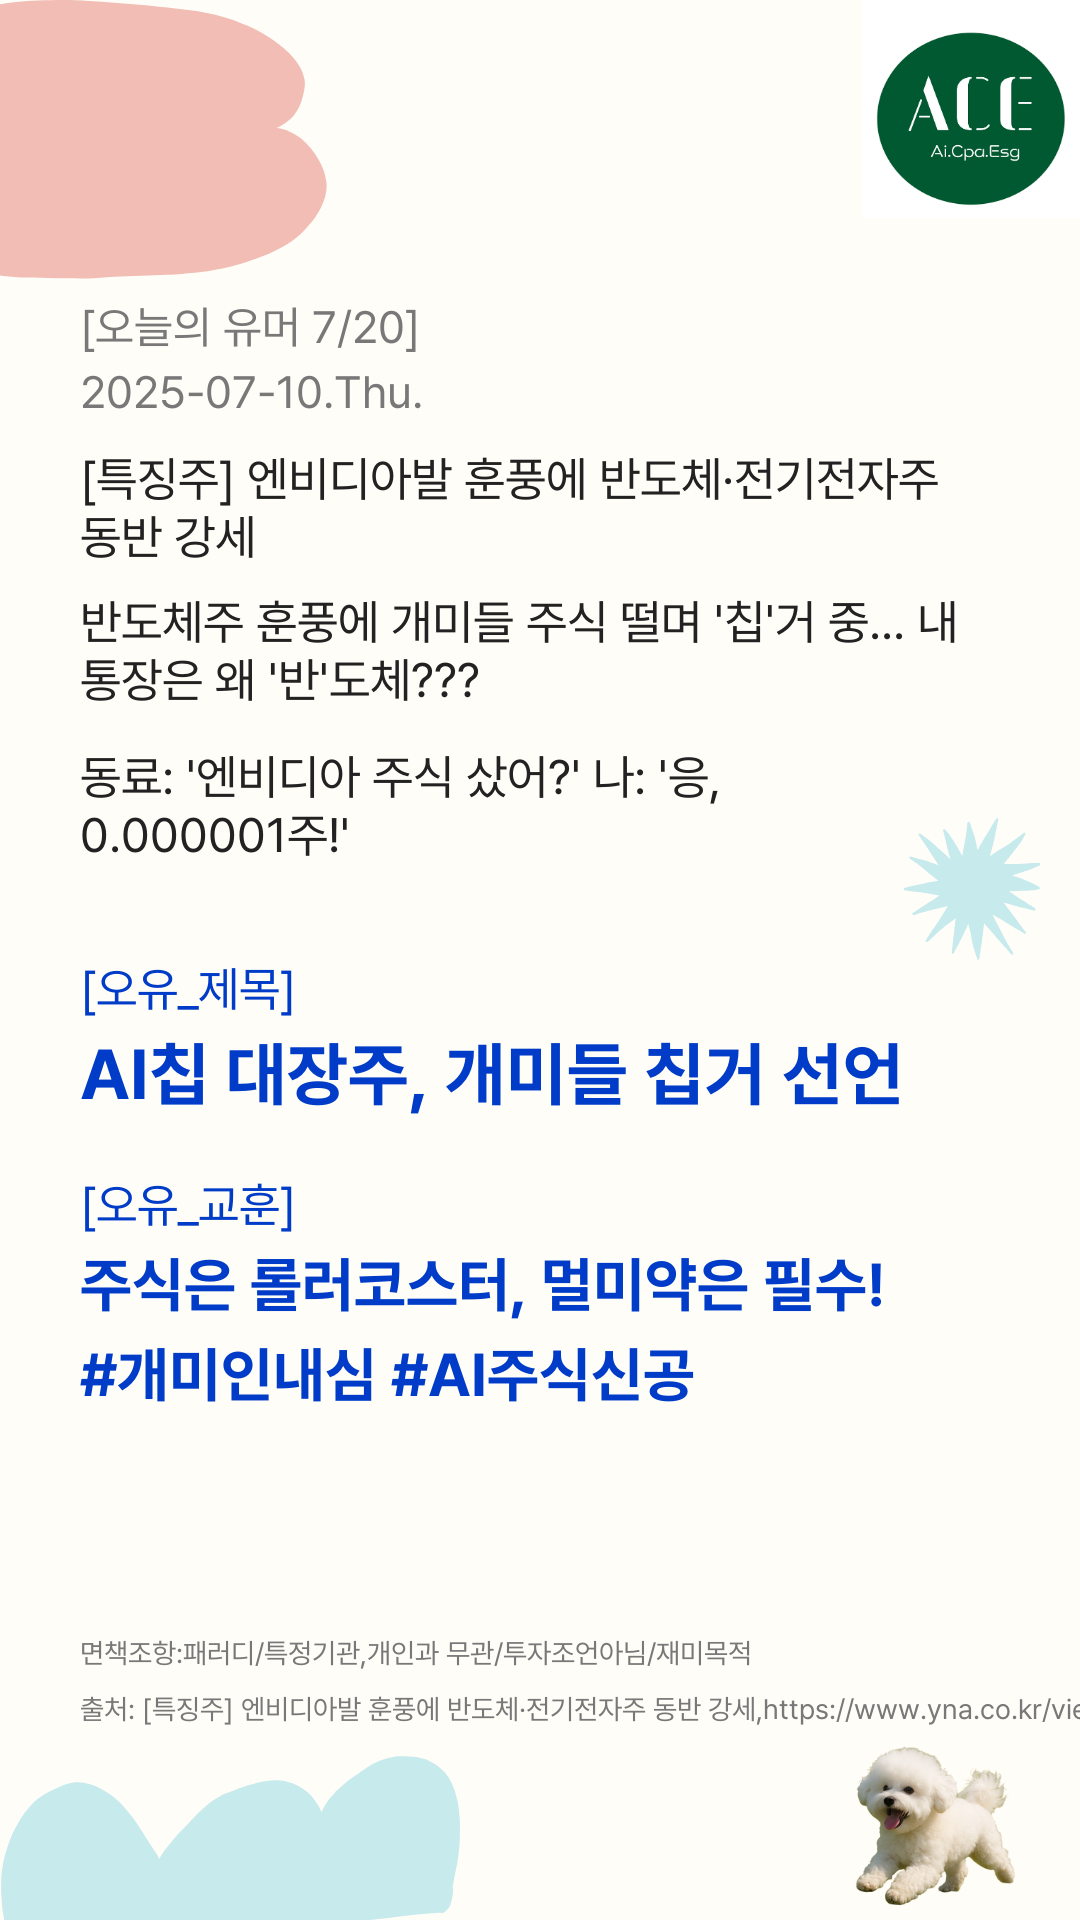 ACE
Ai.Cpa.Esg
[오늘의 유머 7/20]
2025-07-10.Thu.
[특징주] 엔비디아발 훈풍에 반도체·전기전자주
동반 강세
반도체주 훈풍에 개미들 주식 떨며 '칩'거 중... 내
통장은 왜 '반'도체???
동료: '엔비디아 주식 샀어?' 나: '응,
0.000001주!'
[오유_제목]
AI칩 대장주, 개미들 칩거 선언
[오유_교훈]
주식은 롤러코스터, 멀미약은 필수!
#개미인내심 #AI주식신공
면책조항:패러디/특정기관,개인과 무관/투자조언아님/재미목적
출처: [특징주] 엔비디아발 훈풍에 반도체·전기전자주 동반 강세,https://www.yna.co.kr/vie